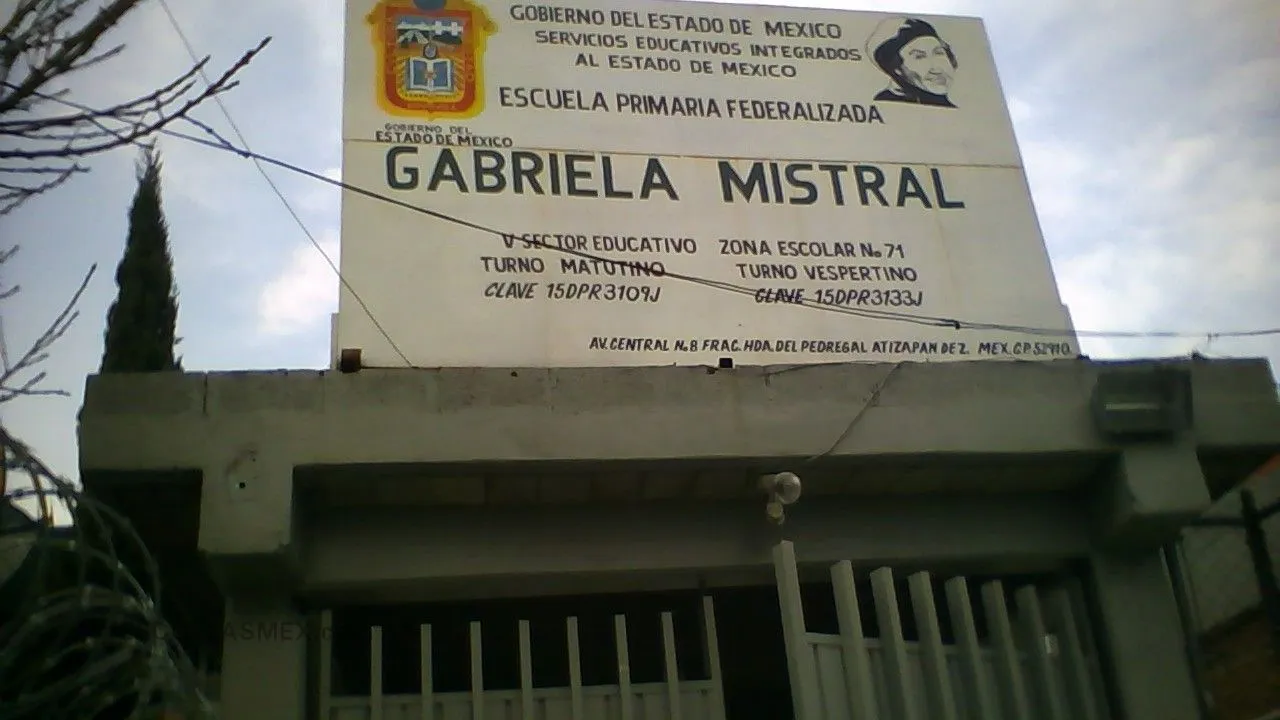 GOBIERNO DEL ESTADO DE MEXICO
SERVICIOS EDUCATIVOS INTEGRADOS
AL ESTADO DE MEXICO
ESCUELA PRIMARIA FEDERALIZADA
GOBIERNO DEL
ESTADO DE MEXICO
GABRIELA MISTRAL
V SECTOR EDUCATIVO ZONA ESCOLAR No. 71
TURNO MATUTINO TURNO VESPERTINO
CLAVE 15DPR3109J CLAVE 15DPR3133J
AV. CENTRAL N. 8 FRAC. HDA. DEL PEDREGAL ATIZAPAN DE Z. MEX. C.P. 52910